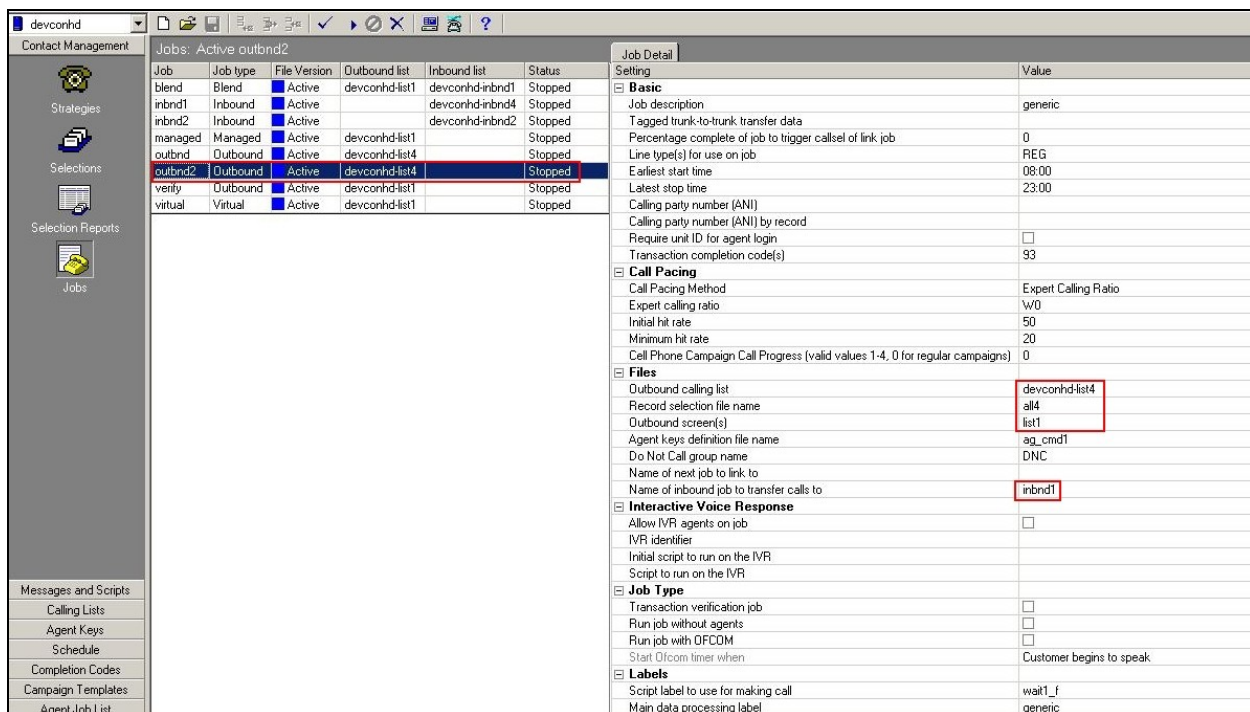 devconhd
Contact Management
Strategies
Selections
Selection Reports
Jobs
Messages and Scripts
Calling Lists
Agent Keys
Schedule
Completion Codes
Campaign Templates
Agent Job List
Jobs: Active outbnd2
Job Job type File Version Outbound list Inbound list Status
blend Blend Active devconhd-list1 devconhd-inbnd1 Stopped
inbnd1 Inbound Active devconhd-inbnd4 Stopped
inbnd2 Inbound Active devconhd-inbnd2 Stopped
managed Managed Active devconhd-list1 Stopped
outbnd Outbound Active devconhd-list4 Stopped
outbnd2 Outbound Active devconhd-list4 Stopped
verify Outbound Active devconhd-list1 Stopped
virtual Virtual Active devconhd-list1 Stopped
Job Detail
Setting Value
Basic
Job description generic
Tagged trunk-to-trunk transfer data
Percentage complete of job to trigger callsel of link job 0
Line type(s) for use on job REG
Earliest start time 08:00
Latest stop time 23:00
Calling party number (ANI)
Calling party number (ANI) by record
Require unit ID for agent login
Transaction completion code(s) 93
Call Pacing
Call Pacing Method Expert Calling Ratio
Expert calling ratio W0
Initial hit rate 50
Minimum hit rate 20
Cell Phone Campaign Call Progress (valid values 1-4, 0 for regular campaigns) 0
Files
Outbound calling list devconhd-list4
Record selection file name all4
Outbound screen(s) list1
Agent keys definition file name ag_cmd1
Do Not Call group name DNC
Name of next job to link to
Name of inbound job to transfer calls to inbnd1
Interactive Voice Response
Allow IVR agents on job
IVR identifier
Initial script to run on the IVR
Script to run on the IVR
Job Type
Transaction verification job
Run job without agents
Run job with OFCOM
Start Ofcom timer when Customer begins to speak
Labels
Script label to use for making call wait1_f
Main data processing label generic